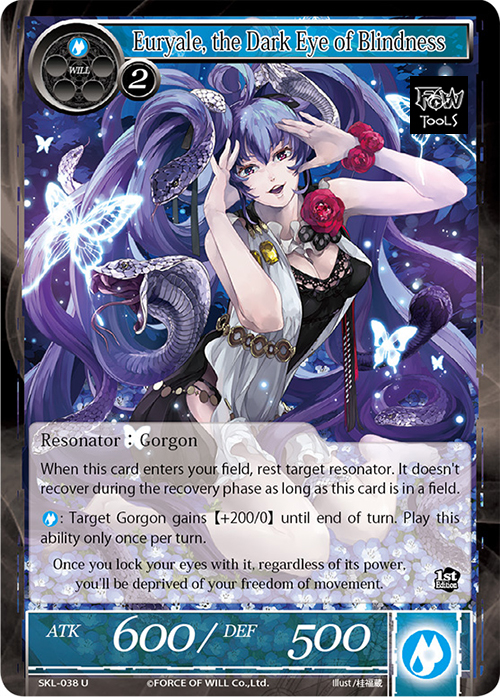 Euryale, the Dark Eye of Blindness
WILL
2
FoW
TOOLS
Resonator : Gorgon
When this card enters your field, rest target resonator. It doesn't
recover during the recovery phase as long as this card is in a field.
: Target Gorgon gains 【+200/0】 until end of turn. Play this
ability only once per turn.
Once you lock your eyes with it, regardless of its power,
you'll be deprived of your freedom of movement.
1st
Edition
ATK 600 / DEF 500
SKL-038 U ©FORCE OF WILL Co.,Ltd. Illust/桂福蔵